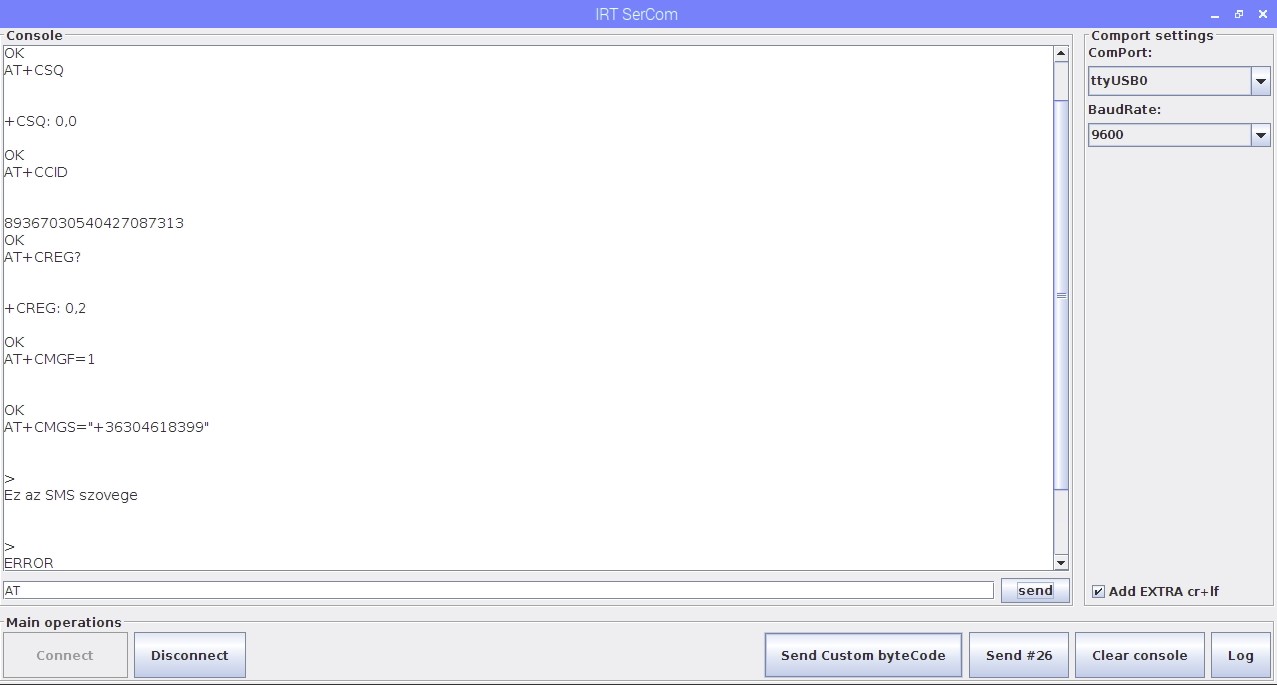 IRT SerCom
Console
OK
AT+CSQ
+CSQ: 0,0
OK
AT+CCID
89367030540427087313
OK
AT+CREG?
+CREG: 0,2
OK
AT+CMGF=1
OK
AT+CMGS="+36304618399"
>
Ez az SMS szovege
>
ERROR
AT
send
Comport settings
ComPort:
ttyUSB0
BaudRate:
9600
Add EXTRA cr+lf
Main operations
Connect
Disconnect
Send Custom byteCode
Send #26
Clear console
Log